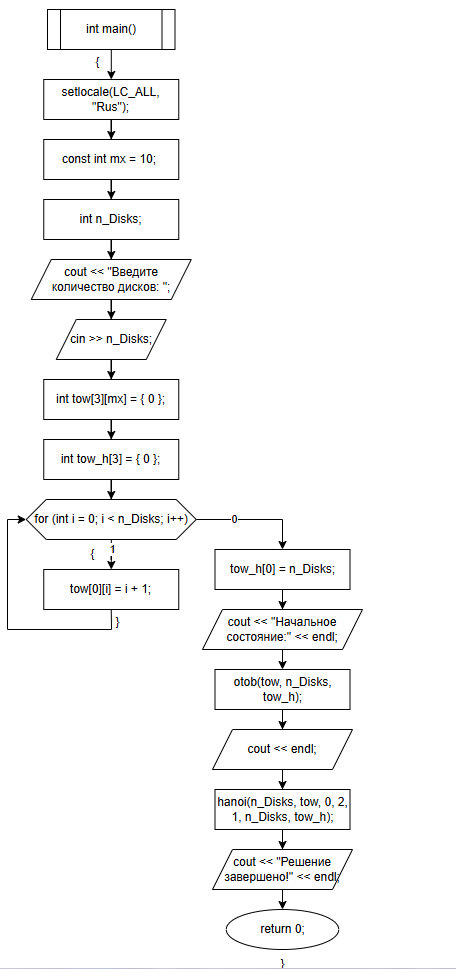 int main()
{
setlocale(LC_ALL,
"Rus");
const int mx = 10;
int n_Disks;
cout << "Введите
количество дисков: ";
cin >> n_Disks;
int tow[3][mx] = { 0 };
int tow_h[3] = { 0 };
for (int i = 0; i < n_Disks; i++)
0
{
1
tow[0][i] = i + 1;
}
tow_h[0] = n_Disks;
cout << "Начальное
состояние:" << endl;
otob(tow, n_Disks,
tow_h);
cout << endl;
hanoi(n_Disks, tow, 0, 2,
1, n_Disks, tow_h);
cout << "Решение
завершено!" << endl;
return 0;
}